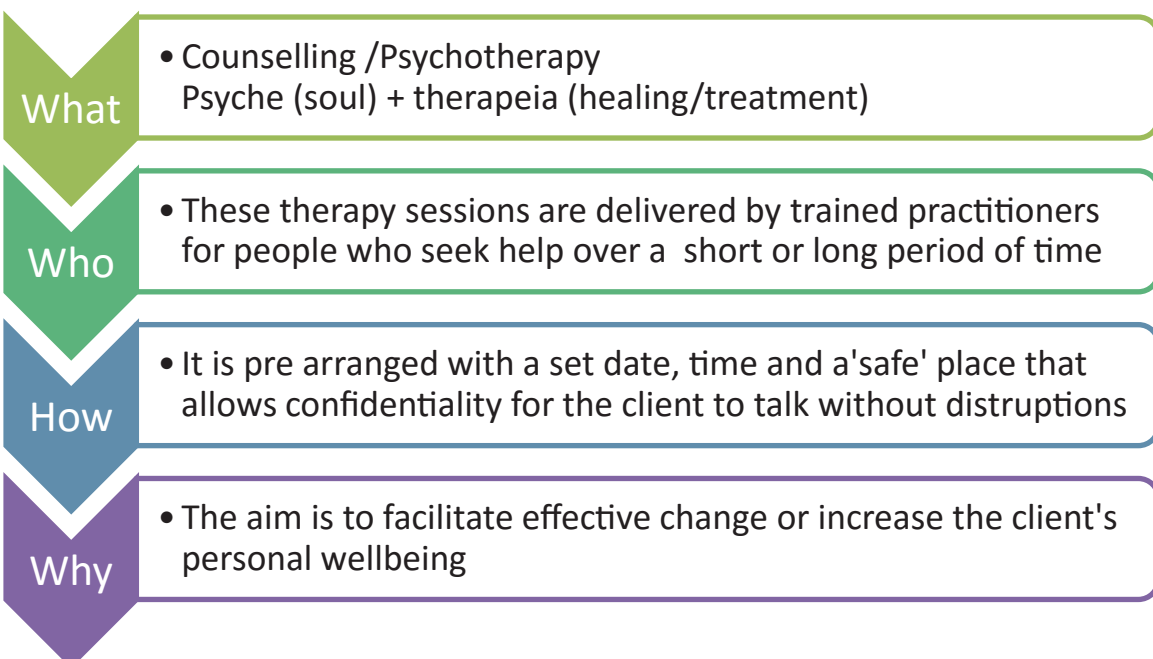 What
• Counselling /Psychotherapy
Psyche (soul) + therapeia (healing/treatment)
Who
• These therapy sessions are delivered by trained practitioners
for people who seek help over a  short or long period of time
How
• It is pre arranged with a set date, time and a'safe' place that
allows confidentiality for the client to talk without distruptions
Why
• The aim is to facilitate effective change or increase the client's
personal wellbeing